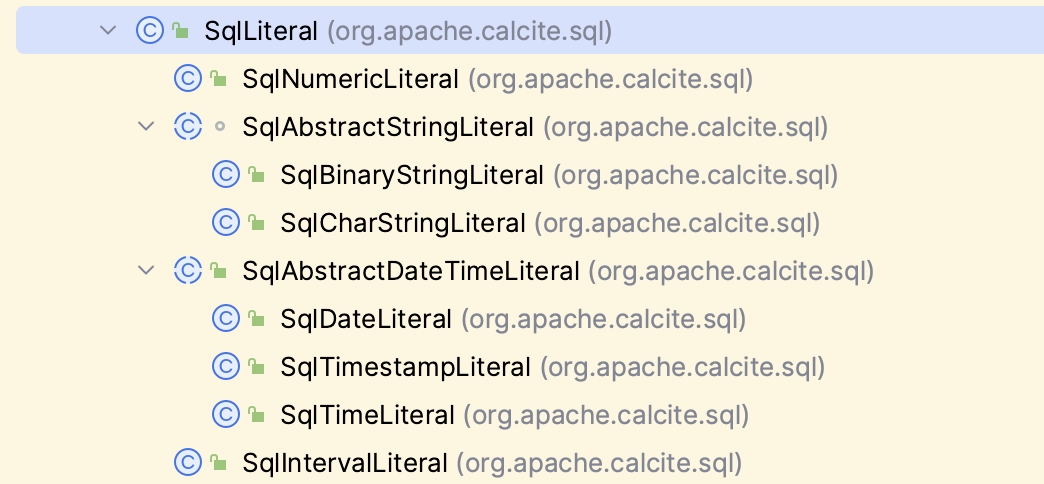 SqlLiteral (org.apache.calcite.sql)
SqlNumericLiteral (org.apache.calcite.sql)
SqlAbstractStringLiteral (org.apache.calcite.sql)
SqlBinaryStringLiteral (org.apache.calcite.sql)
SqlCharStringLiteral (org.apache.calcite.sql)
SqlAbstractDateTimeLiteral (org.apache.calcite.sql)
SqlDateLiteral (org.apache.calcite.sql)
SqlTimestampLiteral (org.apache.calcite.sql)
SqlTimeLiteral (org.apache.calcite.sql)
SqlIntervalLiteral (org.apache.calcite.sql)